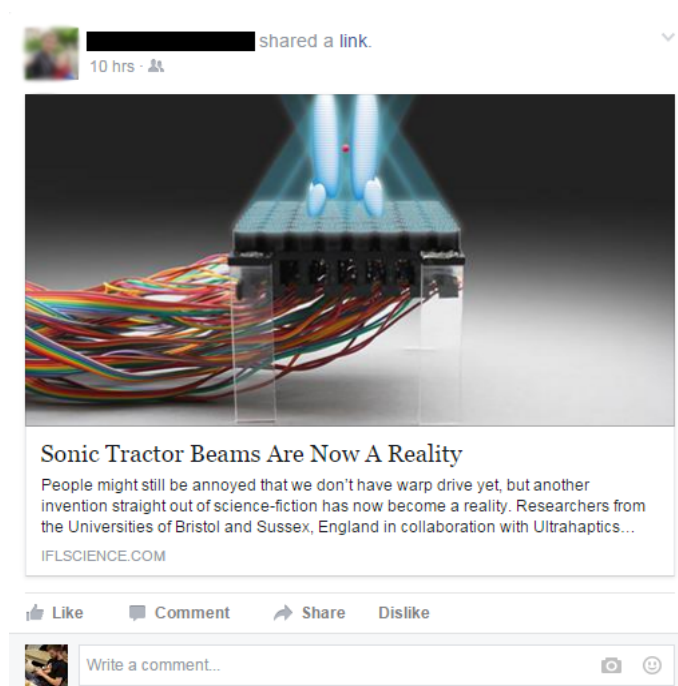 shared a link.
10 hrs ·
Sonic Tractor Beams Are Now A Reality
People might still be annoyed that we don't have warp drive yet, but another
invention straight out of science-fiction has now become a reality. Researchers from
the Universities of Bristol and Sussex, England in collaboration with Ultrahaptics...
IFLSCIENCE.COM
Like Comment Share Dislike
Write a comment...